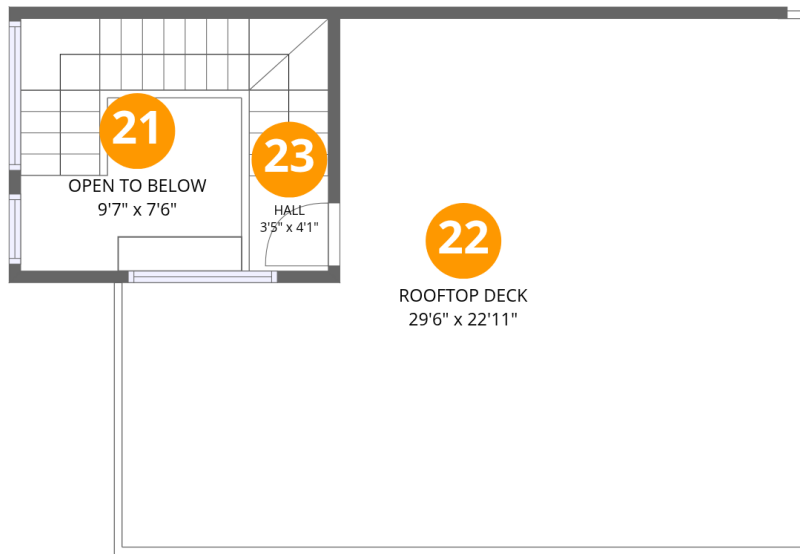 21
OPEN TO BELOW
9'7" x 7'6"
23
HALL
3'5" x 4'1"
22
ROOFTOP DECK
29'6" x 22'11"